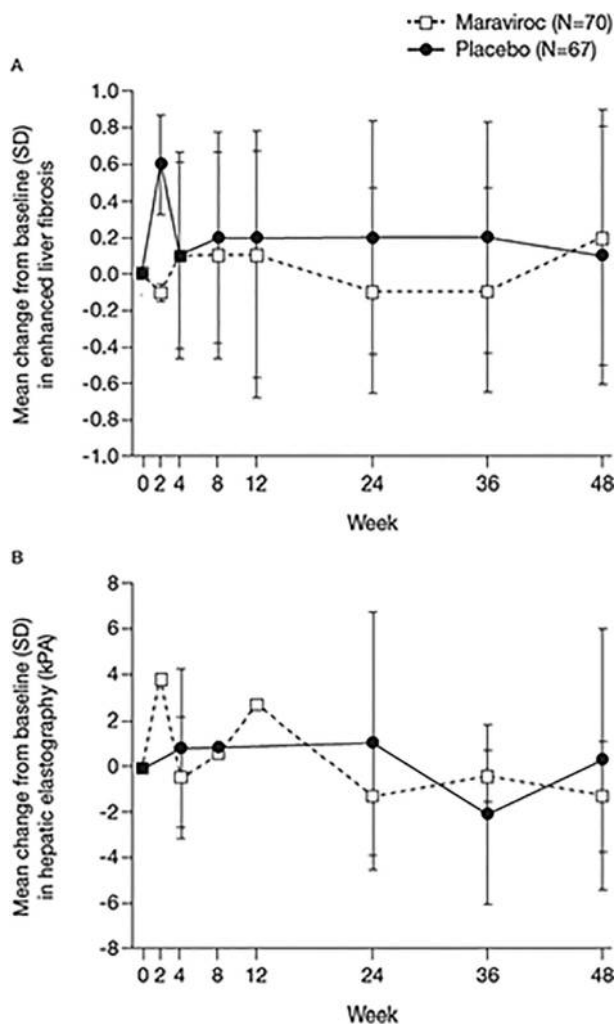 Maraviroc (N=70)
Placebo (N=67)
A
Mean change from baseline (SD)
in enhanced liver fibrosis
1.0
0.8
0.6
0.4
0.2
0.0
-0.2
-0.4
-0.6
-0.8
-1.0
0 2 4 8 12 24 36 48
Week
B
Mean change from baseline (SD)
in hepatic elastography (kPA)
8
6
4
2
0
-2
-4
-6
-8
0 2 4 8 12 24 36 48
Week